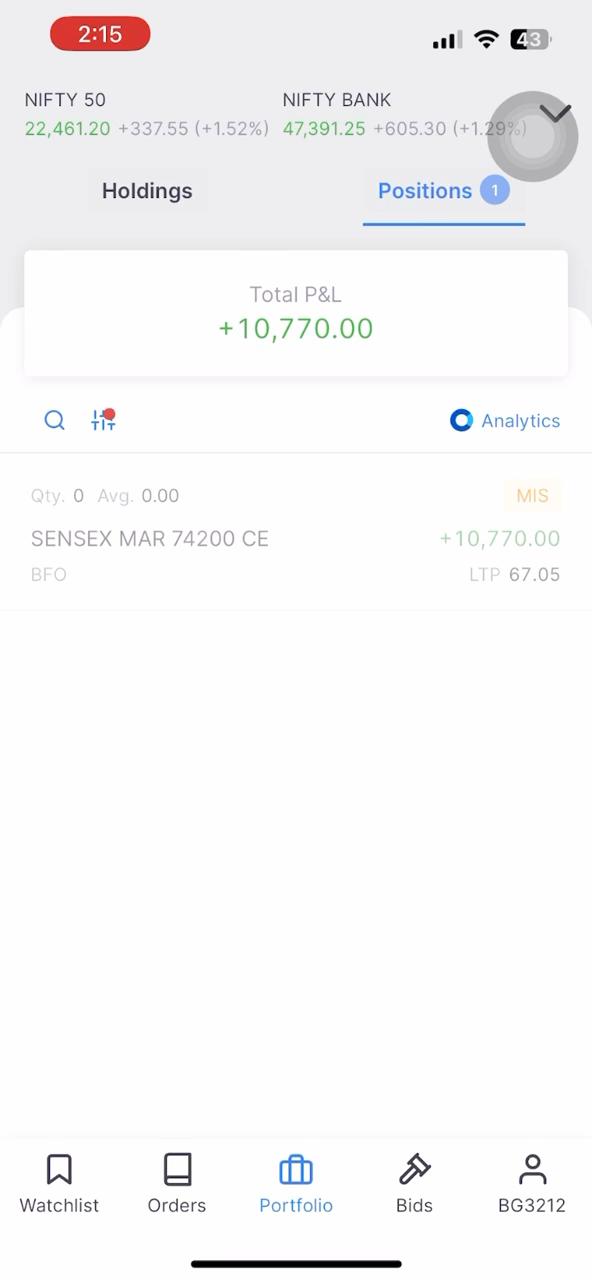 2:15
43
NIFTY 50
22,461.20 +337.55 (+1.52%)
NIFTY BANK
47,391.25 +605.30 (+1.29%)
Holdings
Positions 1
Total P&L
+10,770.00
Analytics
Qty. 0 Avg. 0.00 MIS
SENSEX MAR 74200 CE +10,770.00
BFO LTP 67.05
Watchlist Orders Portfolio Bids BG3212